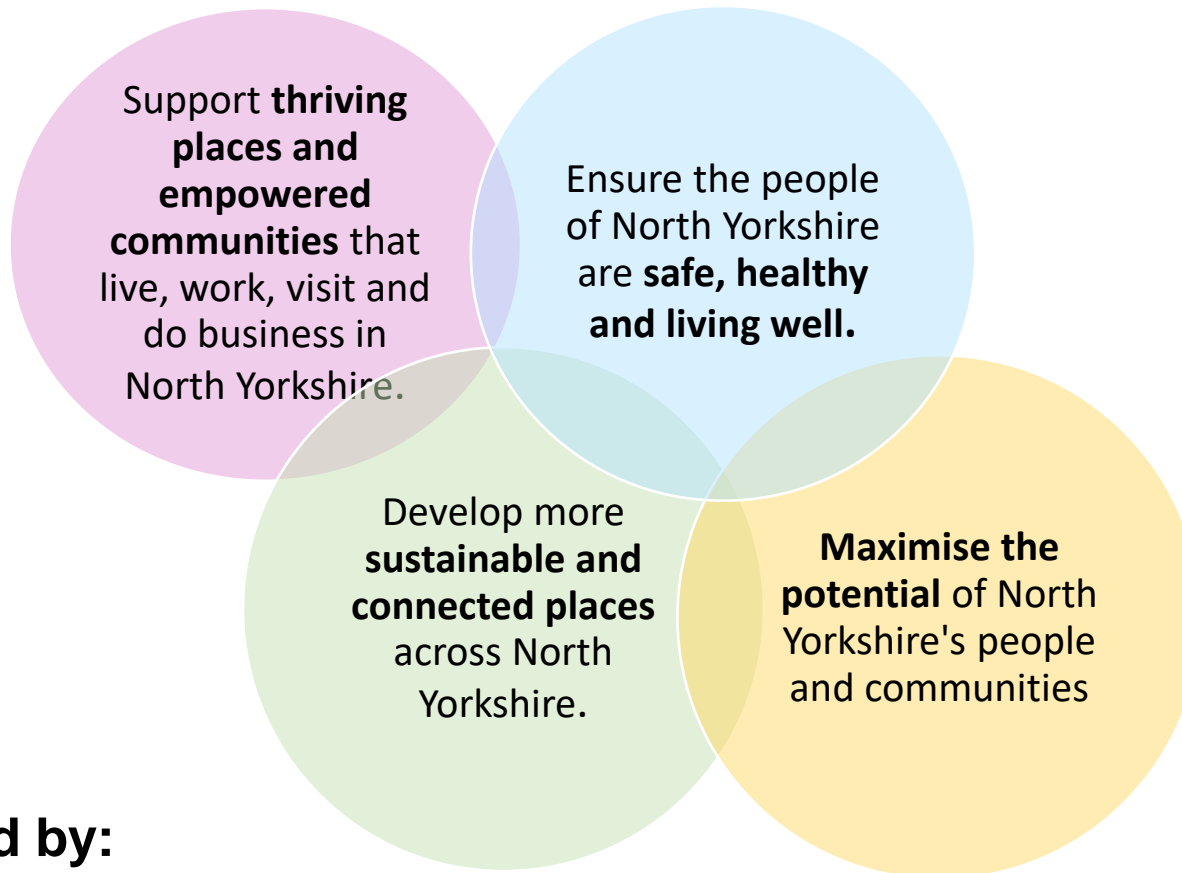 Support thriving
places and
empowered
communities that
live, work, visit and
do business in
North Yorkshire.
Ensure the people
of North Yorkshire
are safe, healthy
and living well.
Develop more
sustainable and
connected places
across North
Yorkshire.
Maximise the
potential of North
Yorkshire's people
and communities
d by: